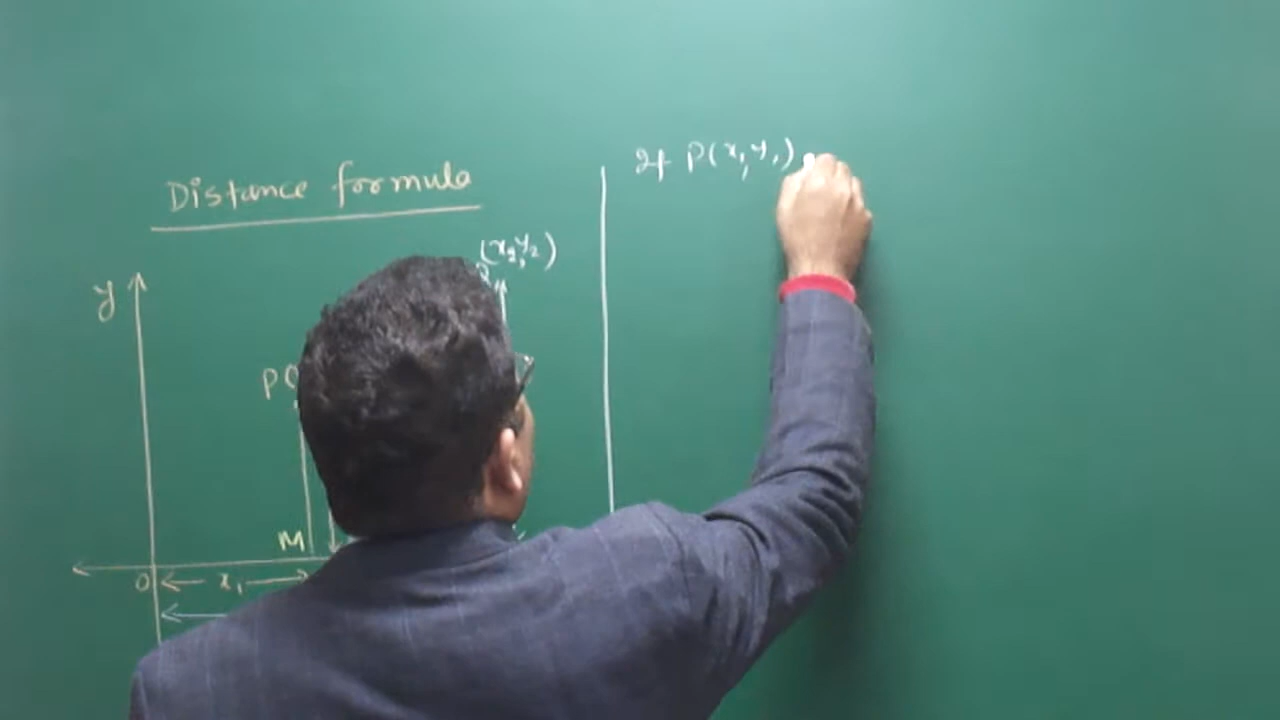 Distance formula
(x₂, y₂)
y
P(
M
O
x₁
If P(x₁, y₁)